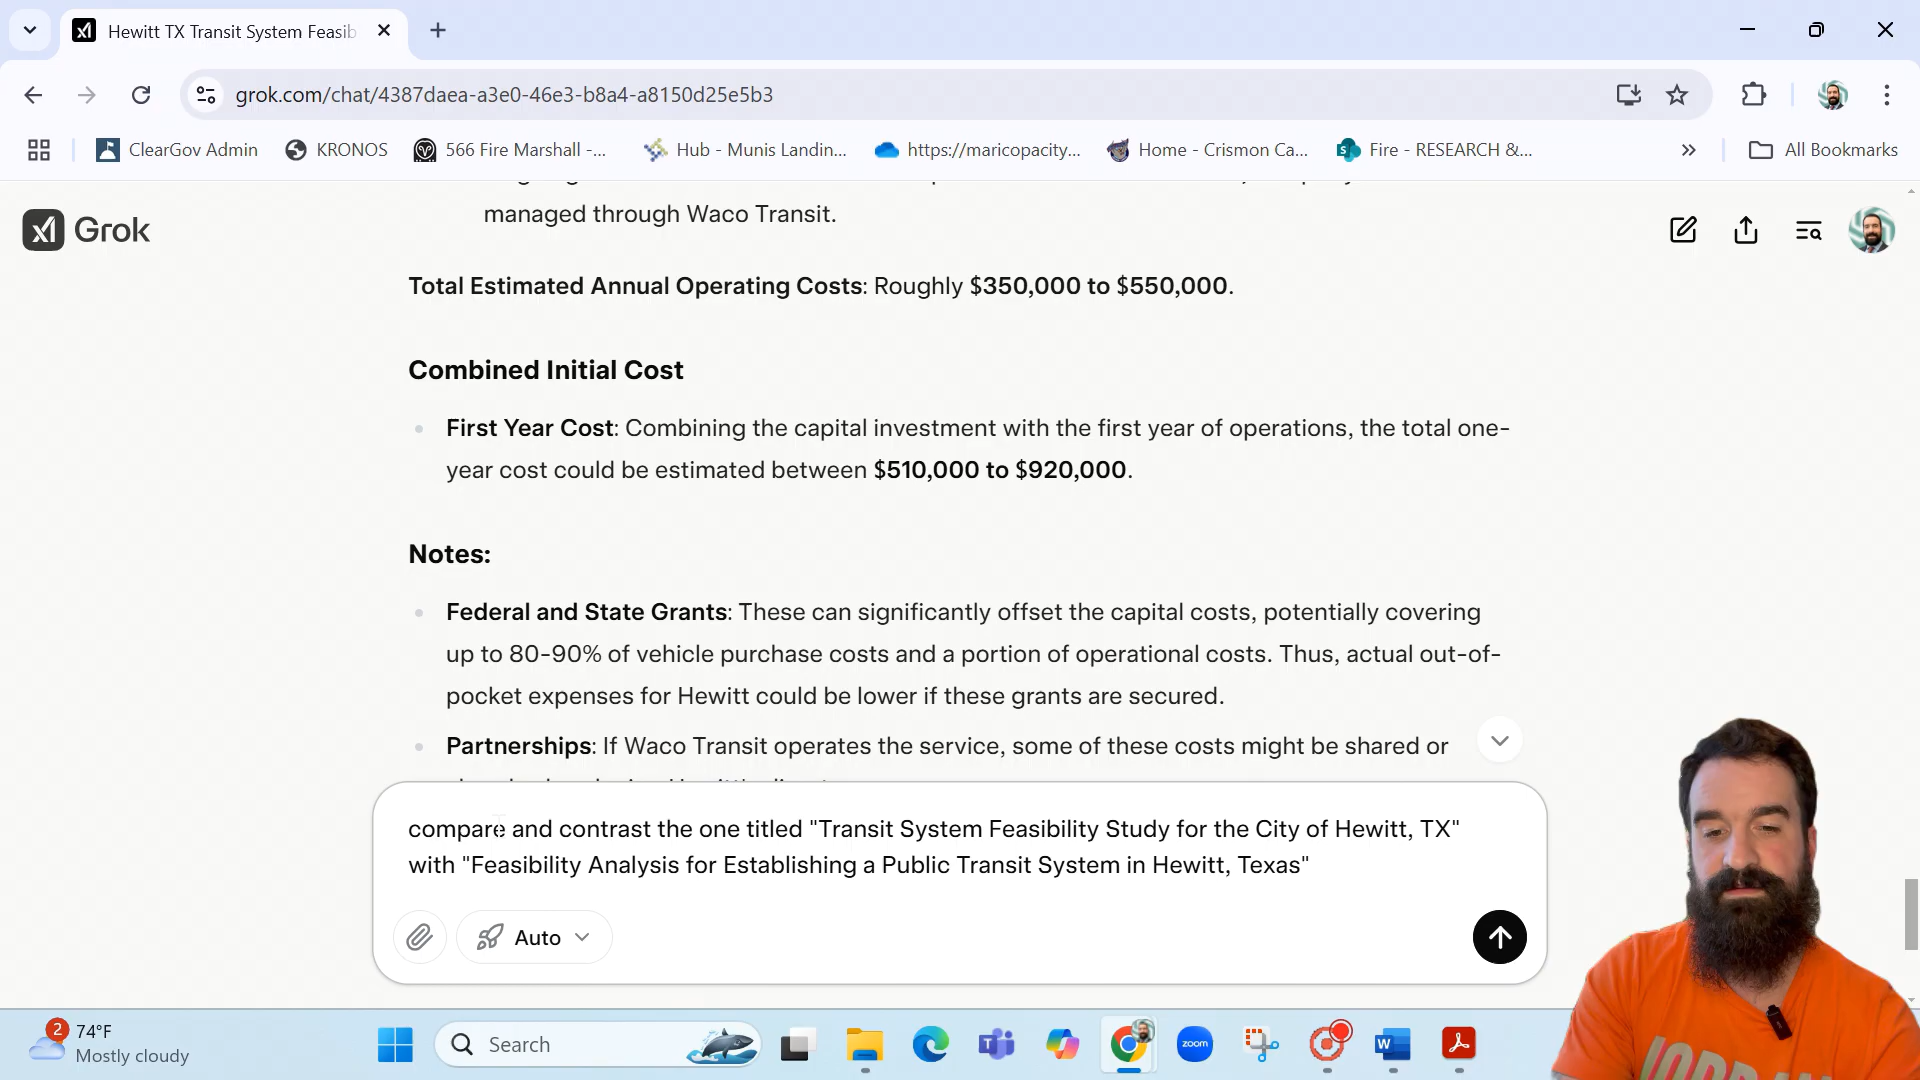 Hewitt TX Transit System Feasib
grok.com/chat/4387daea-a3e0-46e3-b8a4-a8150d25e5b3
ClearGov Admin
KRONOS
566 Fire Marshall -...
Hub - Munis Landin...
https://maricopacity...
Home - Crismon Ca...
Fire - RESEARCH &...
»
All Bookmarks
Grok
managed through Waco Transit.
Total Estimated Annual Operating Costs: Roughly $350,000 to $550,000.
Combined Initial Cost
First Year Cost: Combining the capital investment with the first year of operations, the total one-
year cost could be estimated between $510,000 to $920,000.
Notes:
Federal and State Grants: These can significantly offset the capital costs, potentially covering
up to 80-90% of vehicle purchase costs and a portion of operational costs. Thus, actual out-of-
pocket expenses for Hewitt could be lower if these grants are secured.
Partnerships: If Waco Transit operates the service, some of these costs might be shared or
compare and contrast the one titled "Transit System Feasibility Study for the City of Hewitt, TX"
with "Feasibility Analysis for Establishing a Public Transit System in Hewitt, Texas"
Auto
2
74°F
Mostly cloudy
Search
zoom